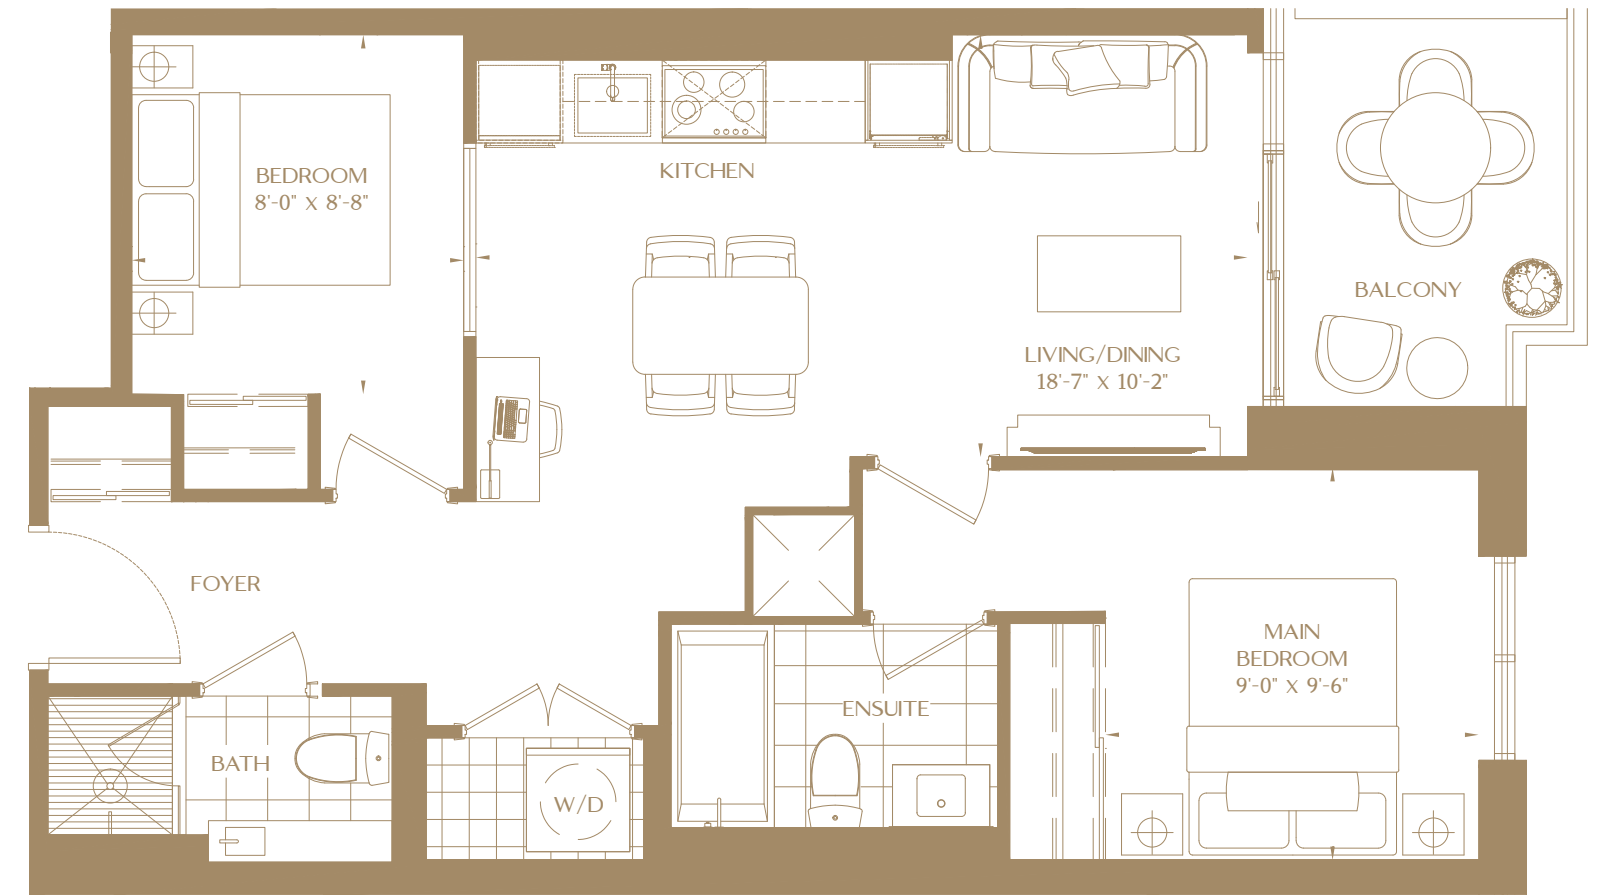 BEDROOM
8'-0" X 8'-8"
KITCHEN
BALCONY
LIVING/DINING
18'-7" X 10'-2"
FOYER
MAIN
BEDROOM
9'-0" X 9'-6"
ENSUITE
BATH
W/D